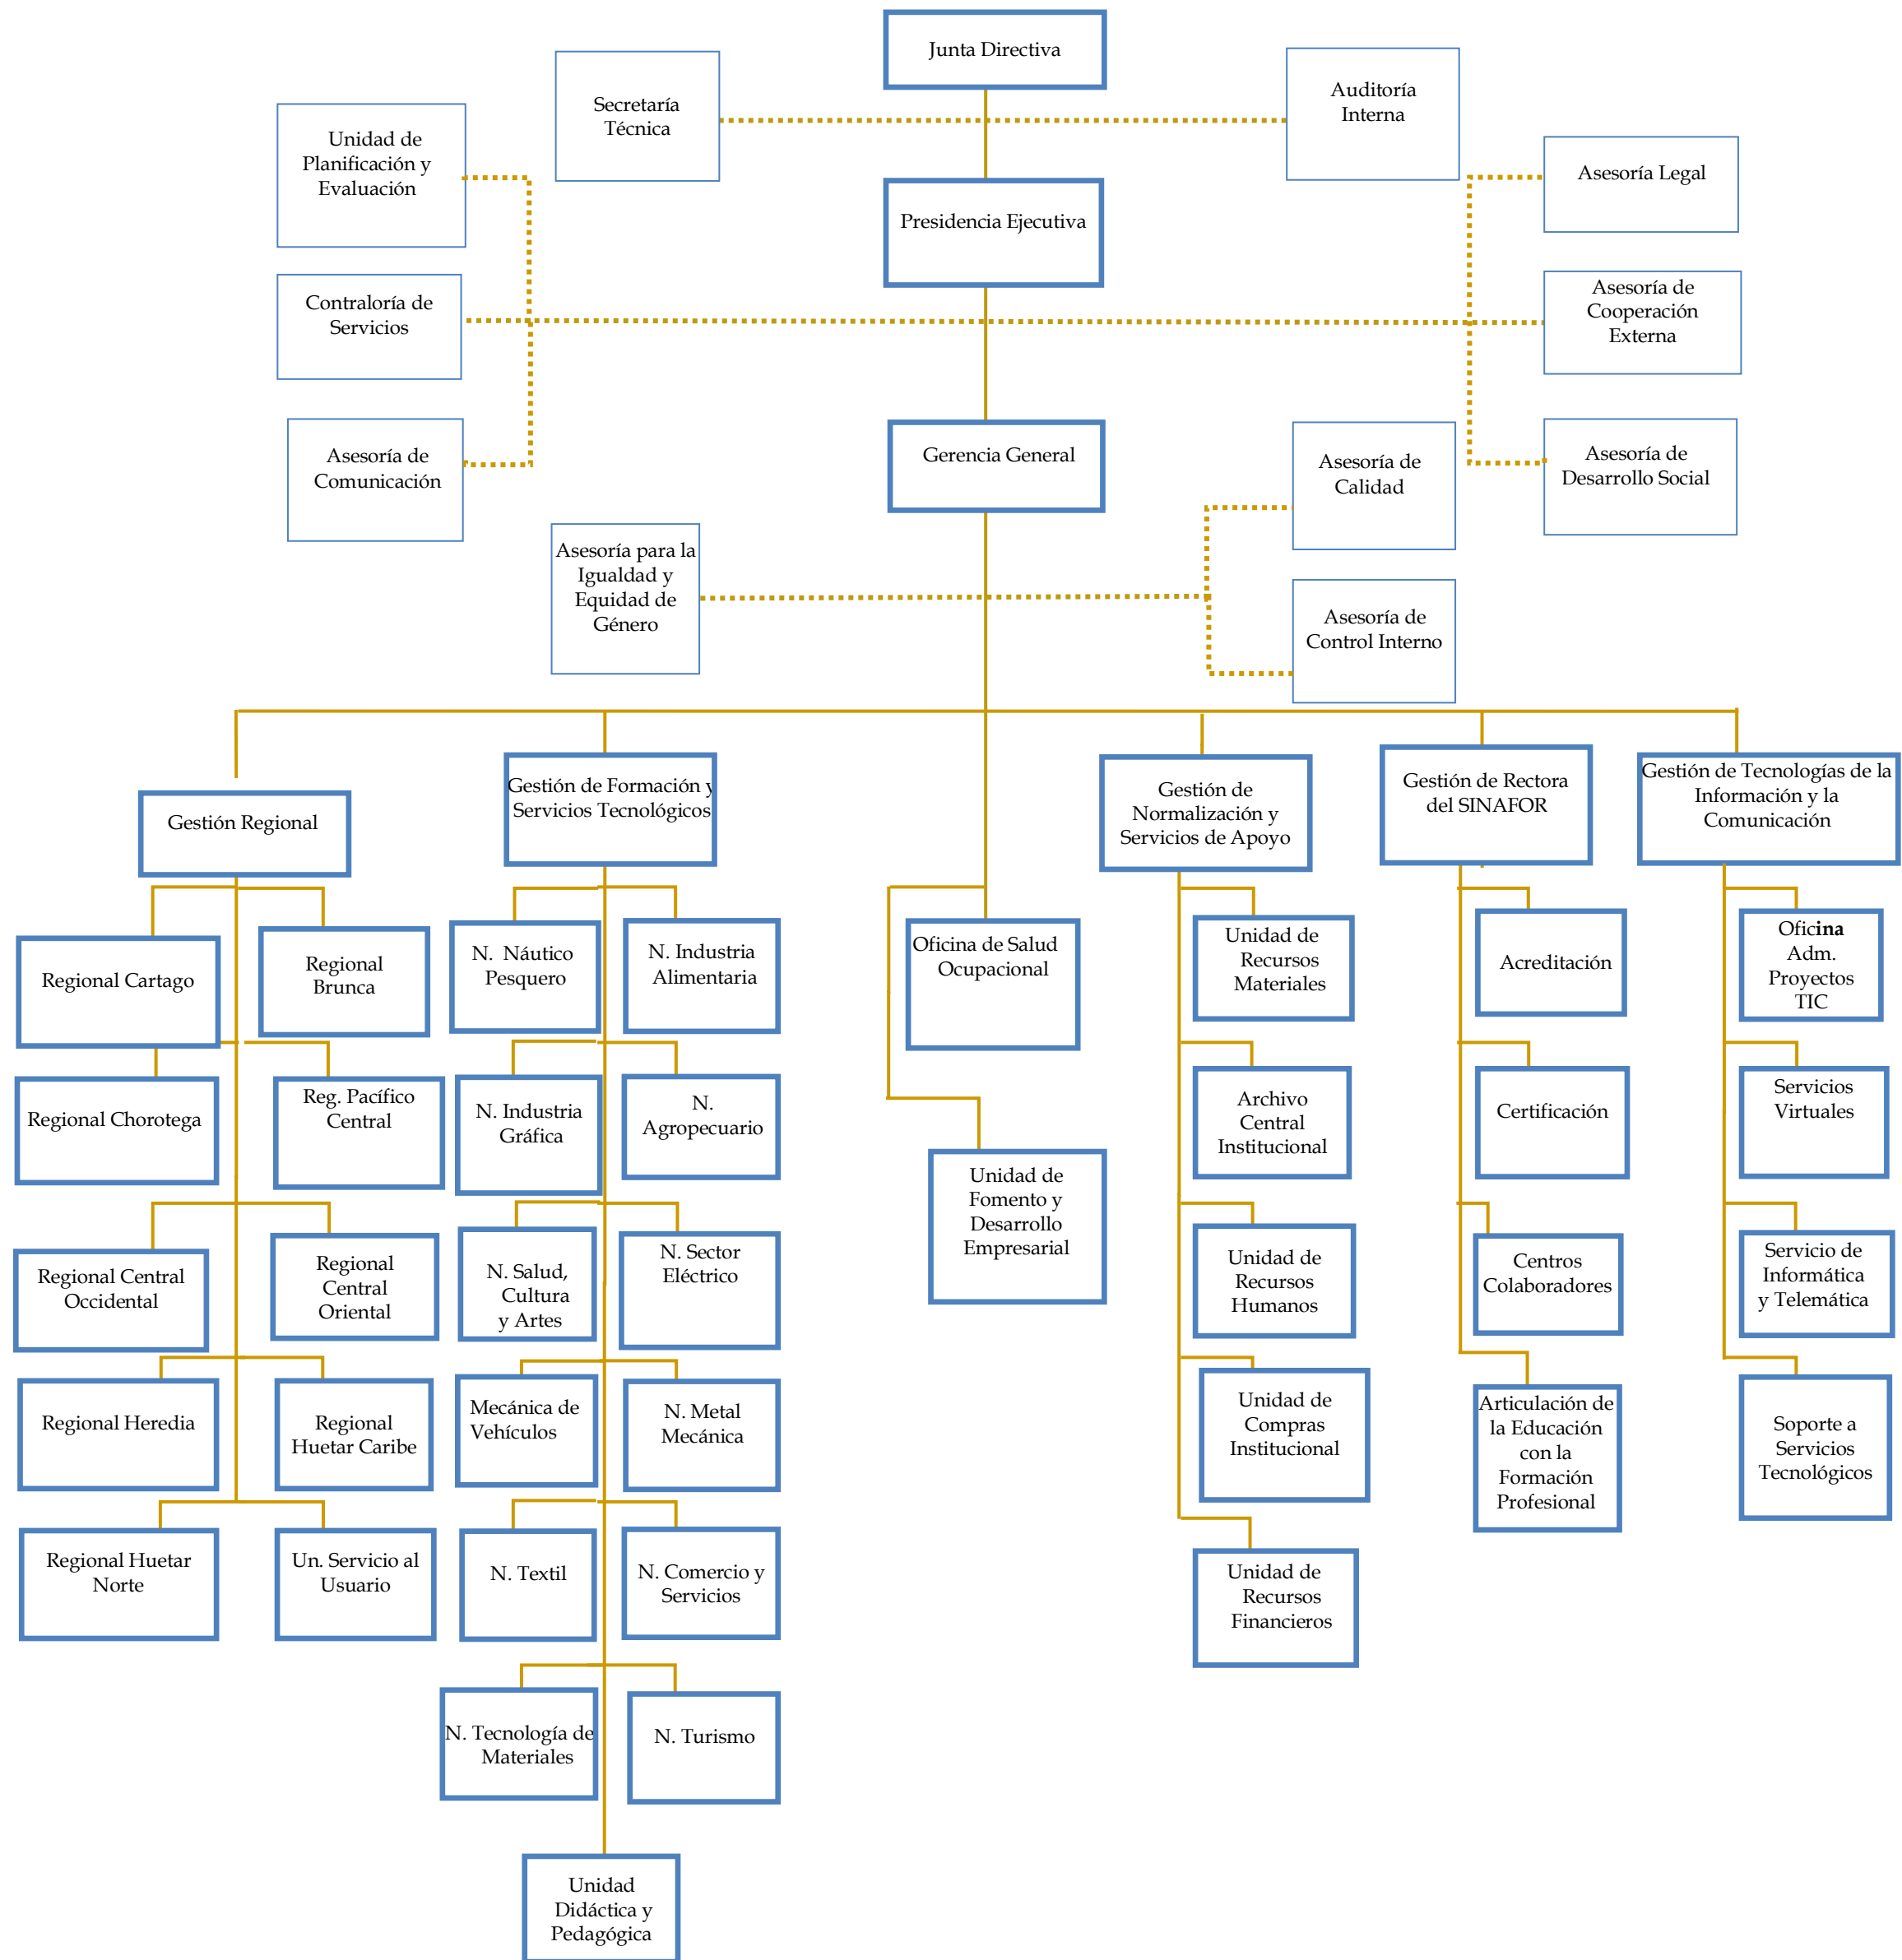 Junta Directiva
Secretaría
Técnica
Auditoría
Interna
Unidad de
Planificación y
Evaluación
Asesoría Legal
Presidencia Ejecutiva
Contraloría de
Servicios
Asesoría de
Cooperación
Externa
Asesoría de
Comunicación
Gerencia General
Asesoría de
Calidad
Asesoría de
Desarrollo Social
Asesoría para la
Igualdad y
Equidad de
Género
Asesoría de
Control Interno
Gestión Regional
Gestión de Formación y
Servicios Tecnológicos
Gestión de
Normalización y
Servicios de Apoyo
Gestión de Rectora
del SINAFOR
Gestión de Tecnologías de la
Información y la
Comunicación
Regional Cartago
Regional
Brunca
N. Náutico
Pesquero
N. Industria
Alimentaria
Oficina de Salud
Ocupacional
Unidad de
Recursos
Materiales
Acreditación
Oficina
Adm.
Proyectos
TIC
Regional Chorotega
Reg. Pacífico
Central
N. Industria
Gráfica
N.
Agropecuario
Unidad de
Fomento y
Desarrollo
Empresarial
Archivo
Central
Institucional
Certificación
Servicios
Virtuales
Regional Central
Occidental
Regional
Central
Oriental
N. Salud,
Cultura
y Artes
N. Sector
Eléctrico
Unidad de
Recursos
Humanos
Centros
Colaboradores
Servicio de
Informática
y Telemática
Regional Heredia
Regional
Huetar Caribe
Mecánica de
Vehículos
N. Metal
Mecánica
Unidad de
Compras
Institucional
Articulación de
la Educación
con la
Formación
Profesional
Soporte a
Servicios
Tecnológicos
Regional Huetar
Norte
Un. Servicio al
Usuario
N. Textil
N. Comercio y
Servicios
Unidad de
Recursos
Financieros
N. Tecnología de
Materiales
N. Turismo
Unidad
Didáctica y
Pedagógica